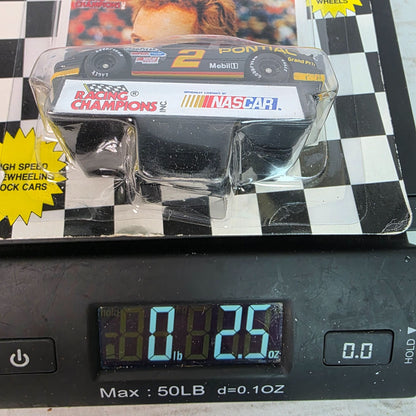 WHEELS
2
PONTIAC
Mobil 1
Grand Prix
RACING
CHAMPIONS INC
NASCAR
HIGH SPEED
FREEWHEELING
STOCK CARS
0 lb 2.5 oz
0.0
HOLD
Max : 50LB d=0.1OZ